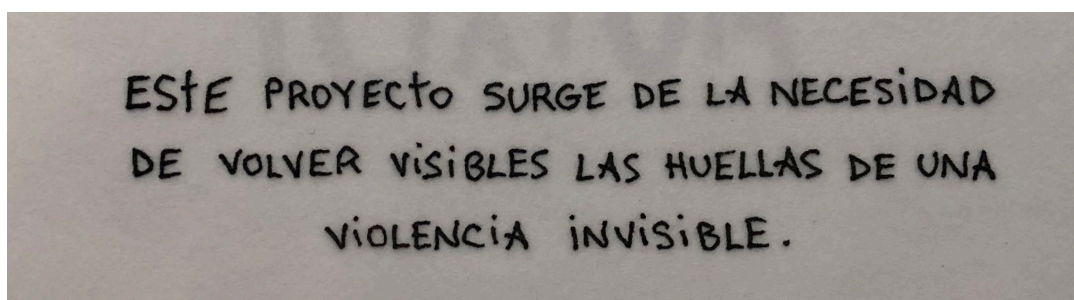 ESTE PROYECTO SURGE DE LA NECESiDAD
DE VOLVER ViSiBLES LAS HUELLAS DE UNA
ViOLENCiA iNViSiBLE.